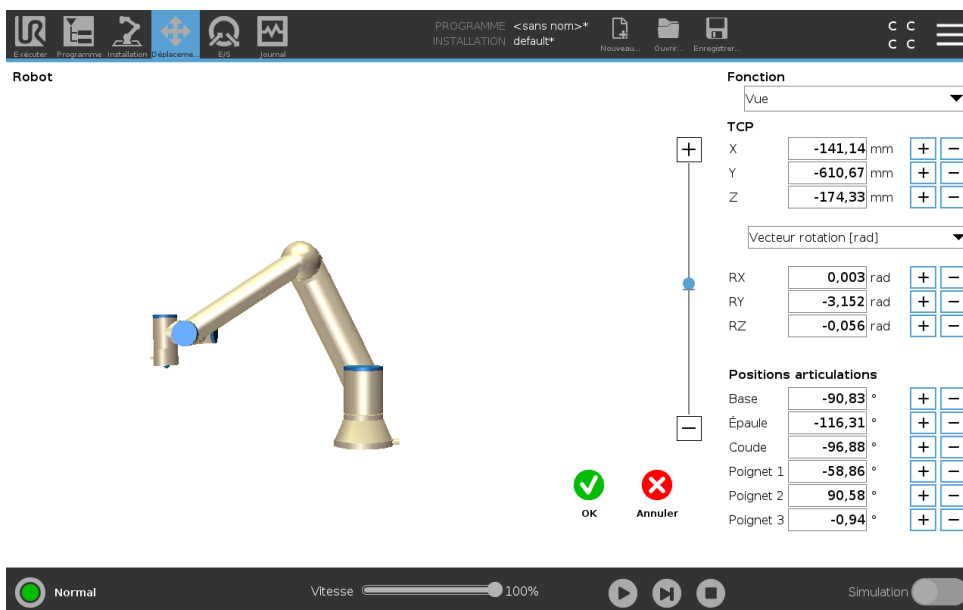 UR
PROGRAMME <sans nom>*
INSTALLATION default*
Exécuter Programme Installation Déplaceme... E/S Journal
Nouveau... Ouvrir... Enregistrer...
C C
C C
Robot
Fonction
Vue
TCP
X -141,14 mm + −
Y -610,67 mm + −
Z -174,33 mm + −
Vecteur rotation [rad]
RX 0,003 rad + −
RY -3,152 rad + −
RZ -0,056 rad + −
Positions articulations
Base -90,83 ° + −
Épaule -116,31 ° + −
Coude -96,88 ° + −
Poignet 1 -58,86 ° + −
Poignet 2 90,58 ° + −
Poignet 3 -0,94 ° + −
+
−
OK Annuler
Normal Vitesse 100% Simulation